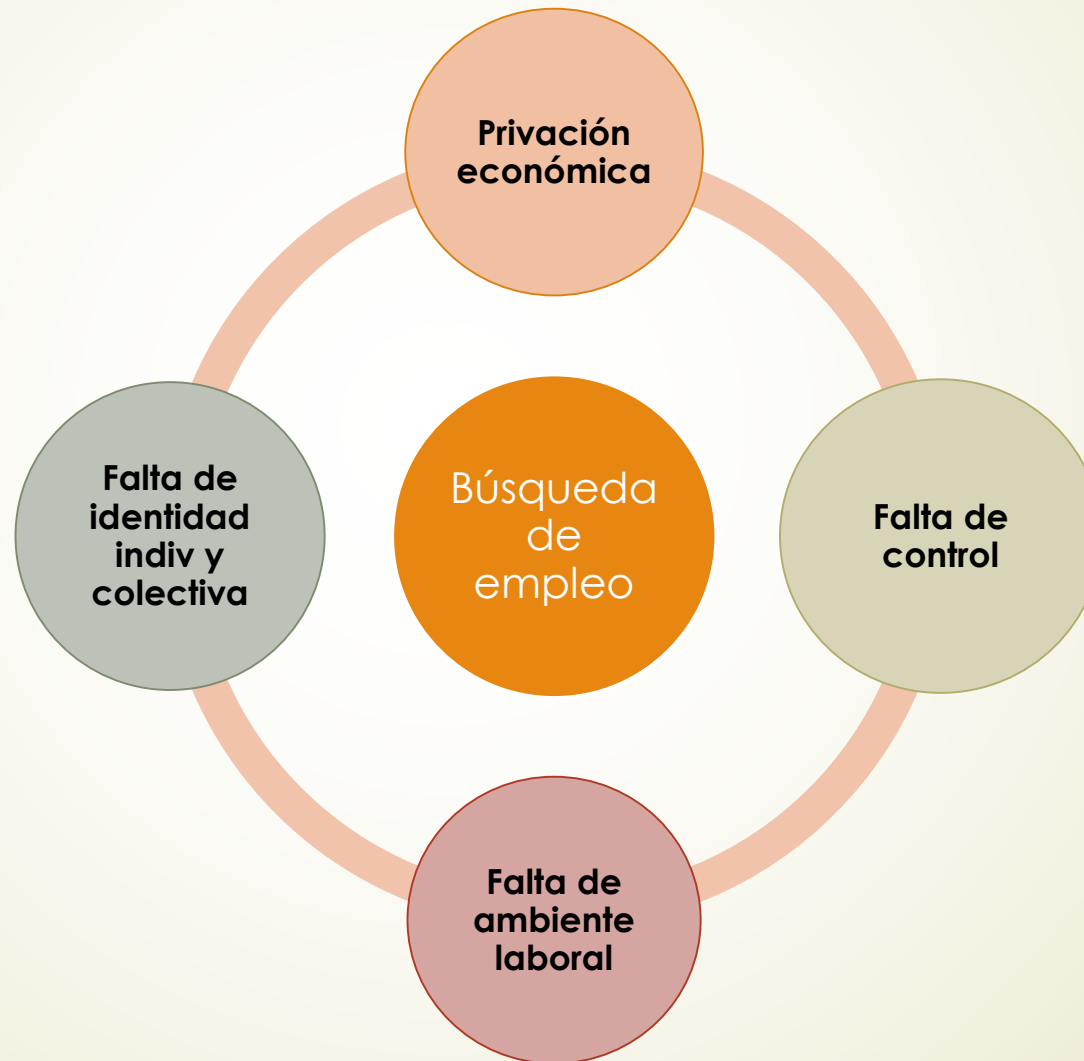 Privación
económica
Falta de
identidad
indiv y
colectiva
Búsqueda
de
empleo
Falta de
control
Falta de
ambiente
laboral